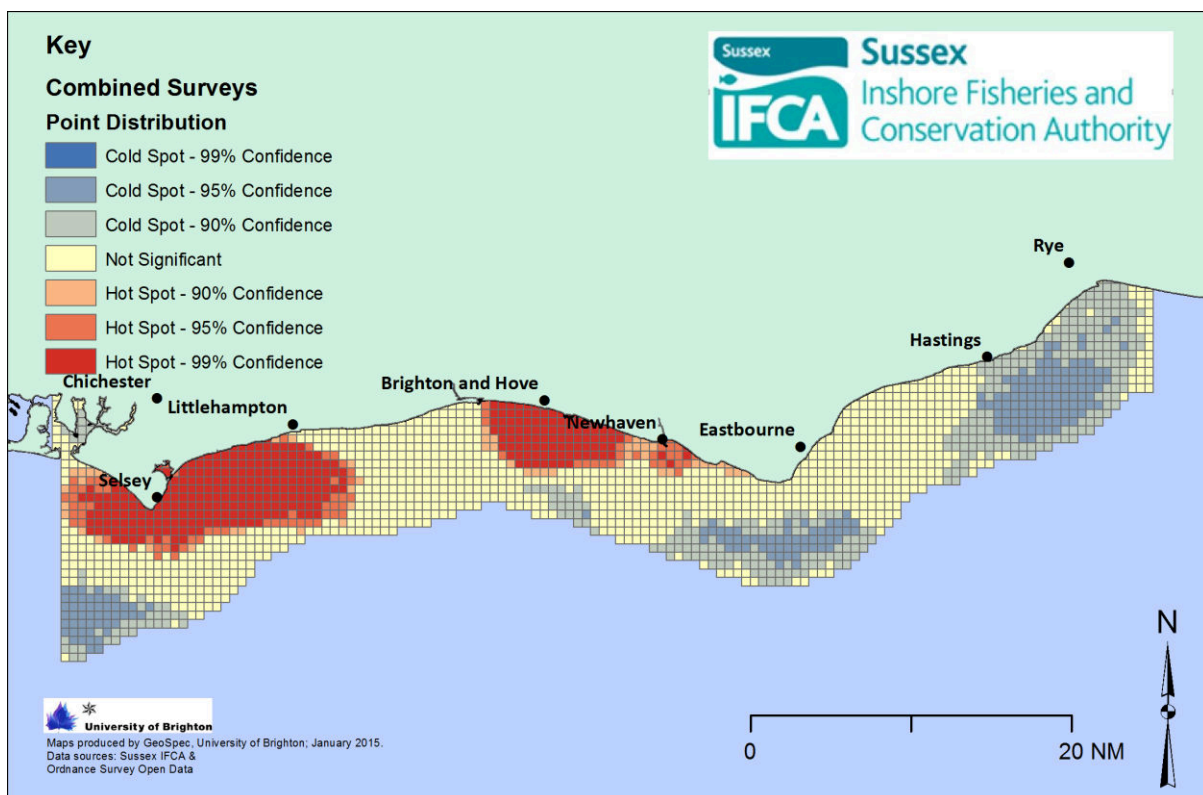 Key
Combined Surveys
Point Distribution
Cold Spot - 99% Confidence
Cold Spot - 95% Confidence
Cold Spot - 90% Confidence
Not Significant
Hot Spot - 90% Confidence
Hot Spot - 95% Confidence
Hot Spot - 99% Confidence
Sussex
IFCA
Sussex
Inshore Fisheries and
Conservation Authority
Rye
Hastings
Chichester
Brighton and Hove
Littlehampton
Newhaven
Eastbourne
Selsey
N
University of Brighton
Maps produced by GeoSpec, University of Brighton; January 2015.
Data sources: Sussex IFCA &
Ordnance Survey Open Data
0
20 NM